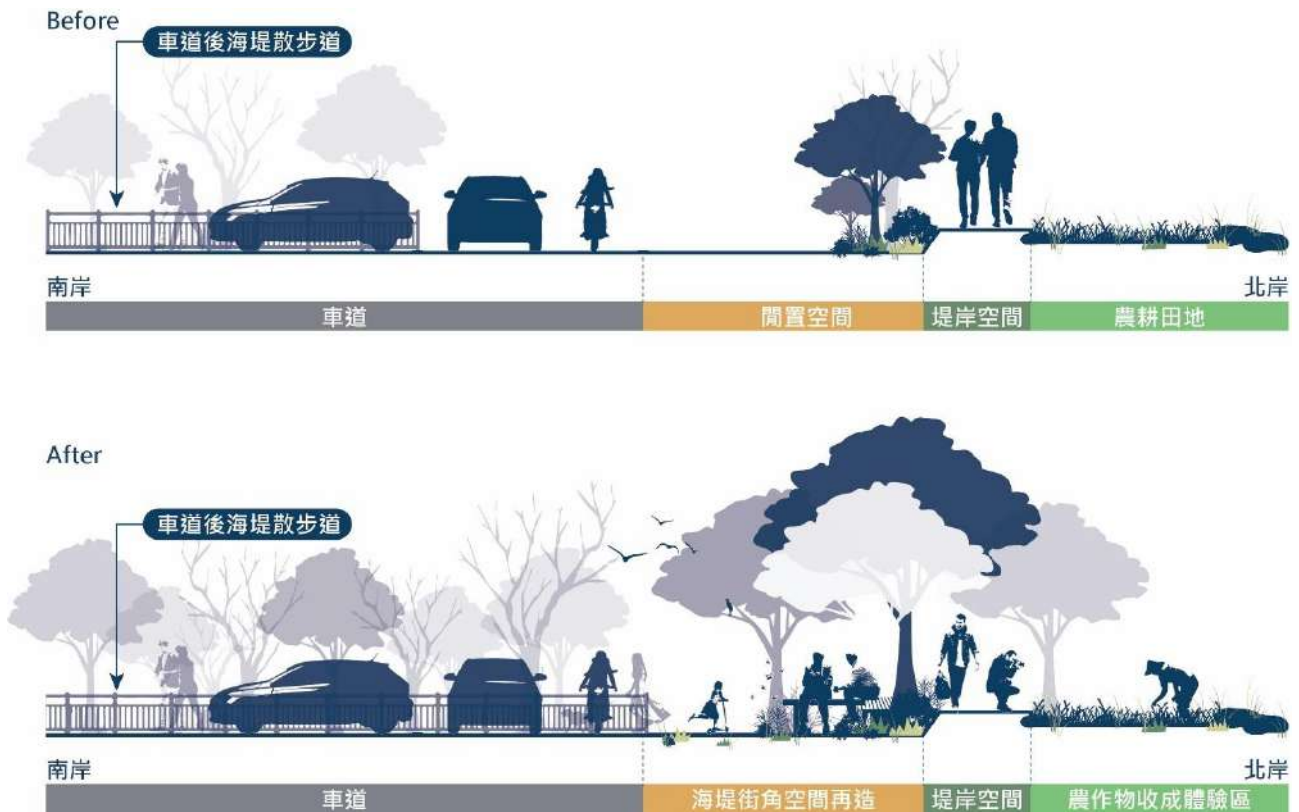 Before
車道後海堤散步道
南岸
北岸
車道
閒置空間
堤岸空間
農耕田地
After
車道後海堤散步道
南岸
北岸
車道
海堤街角空間再造
堤岸空間
農作物收成體驗區